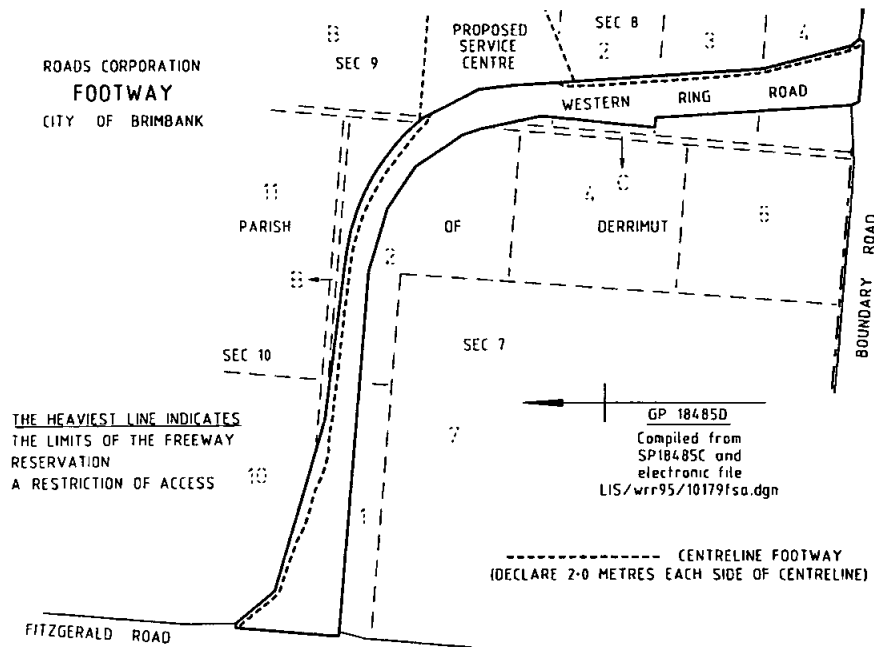 ROADS CORPORATION
FOOTWAY
CITY OF BRIMBANK
B
SEC 9
PROPOSED
SERVICE
CENTRE
SEC 8
2
3
4
WESTERN RING ROAD
11
PARISH OF DERRIMUT
2
4
C
6
B
BOUNDARY ROAD
SEC 10
SEC 7
THE HEAVIEST LINE INDICATES
THE LIMITS OF THE FREEWAY
RESERVATION
A RESTRICTION OF ACCESS
10
1
7
GP 18485D
Compiled from
SP18485C and
electronic file
LIS/wrr95/10179fsa.dgn
CENTRELINE FOOTWAY
(DECLARE 2·0 METRES EACH SIDE OF CENTRELINE)
FITZGERALD ROAD